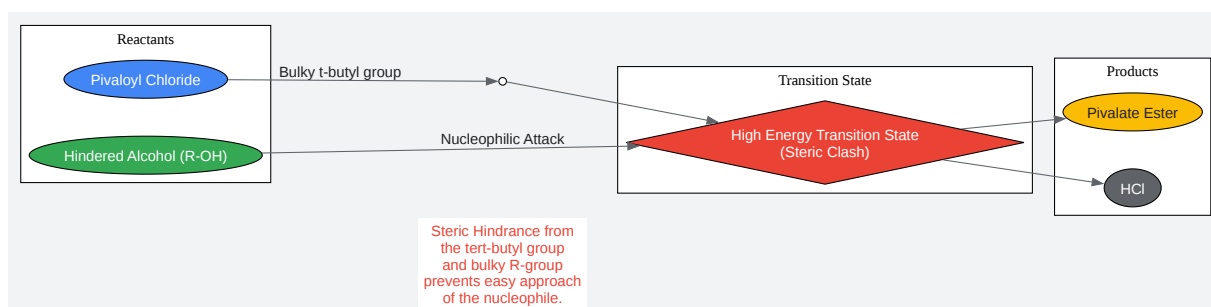 Reactants
Pivaloyl Chloride
Hindered Alcohol (R-OH)
Bulky t-butyl group
Nucleophilic Attack
Transition State
High Energy Transition State
(Steric Clash)
Products
Pivalate Ester
HCl
Steric Hindrance from
the tert-butyl group
and bulky R-group
prevents easy approach
of the nucleophile.